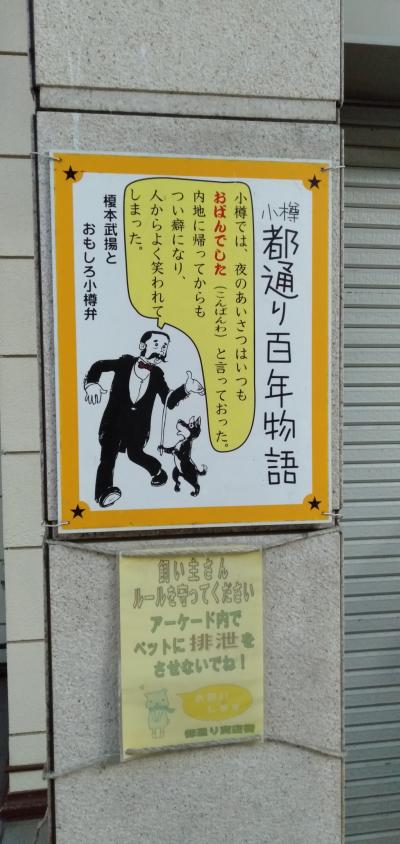 小樽
都通り百年物語
小樽では、夜のあいさつはいつも
おばんでした(こんばんわ)と言っておった。
内地に帰ってからも
つい癖になり、
人からよく笑われて
しまった。
榎本武揚と
おもしろ小樽弁
飼い主さん
ルールを守ってください
アーケード内で
ペットに排泄を
させないでね!
お願い
します
都通り商店街